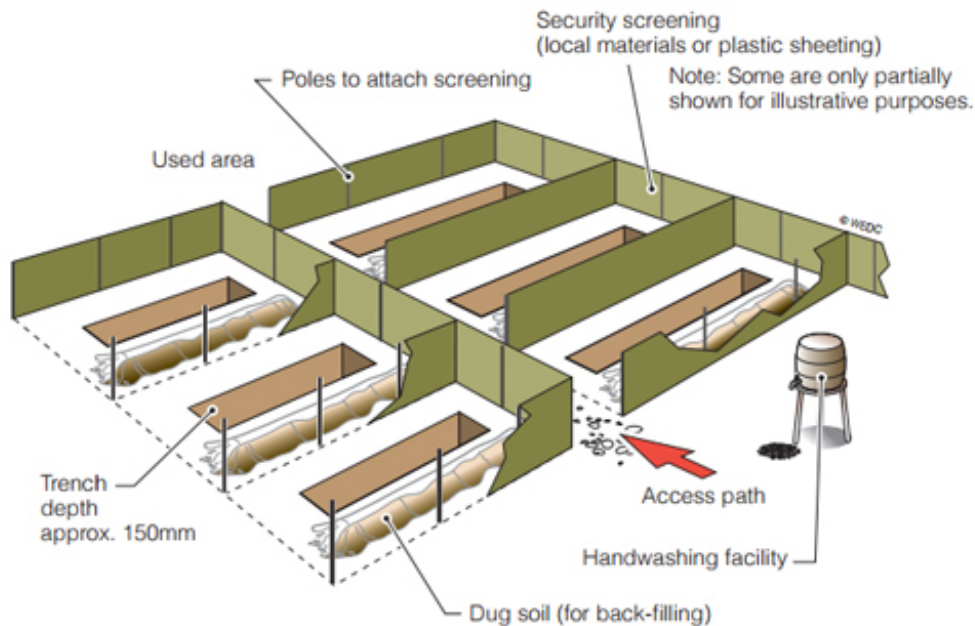 Security screening
(local materials or plastic sheeting)
Poles to attach screening
Note: Some are only partially
shown for illustrative purposes.
Used area
© WEDC
Trench
depth
approx. 150mm
Access path
Handwashing facility
Dug soil (for back-filling)